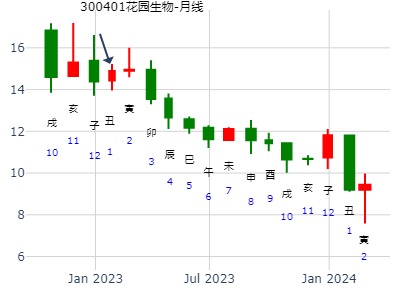 300401花园生物-月线
16
14
12
10
8
6
戌
10
亥
11
子
12
丑
1
寅
2
卯
3
辰
4
巳
5
午
6
未
7
申
8
酉
9
戌
10
亥
11
子
12
丑
1
寅
2
Jan 2023
Jul 2023
Jan 2024